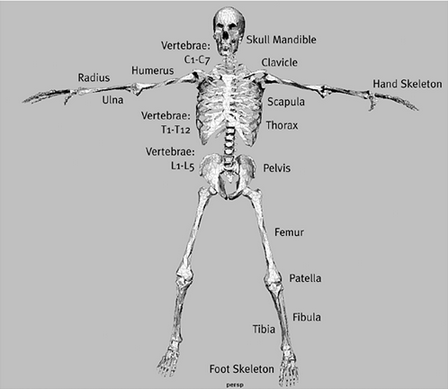 Skull Mandible
Vertebrae:
C1-C7
Clavicle
Humerus
Radius
Ulna
Hand Skeleton
Scapula
Vertebrae:
T1-T12
Thorax
Vertebrae:
L1-L5
Pelvis
Femur
Patella
Fibula
Tibia
Foot Skeleton
persp